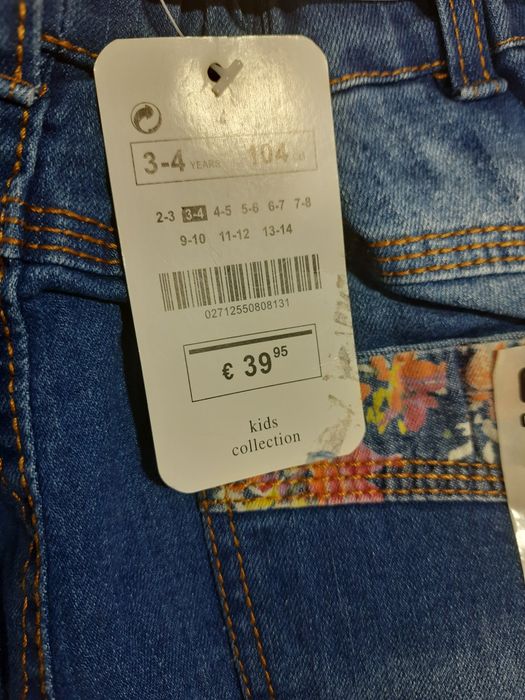 4
3-4 YEARS 104
2-3 3-4 4-5 5-6 6-7 7-8
9-10 11-12 13-14
02712550808131
€ 39 95
kids
collection